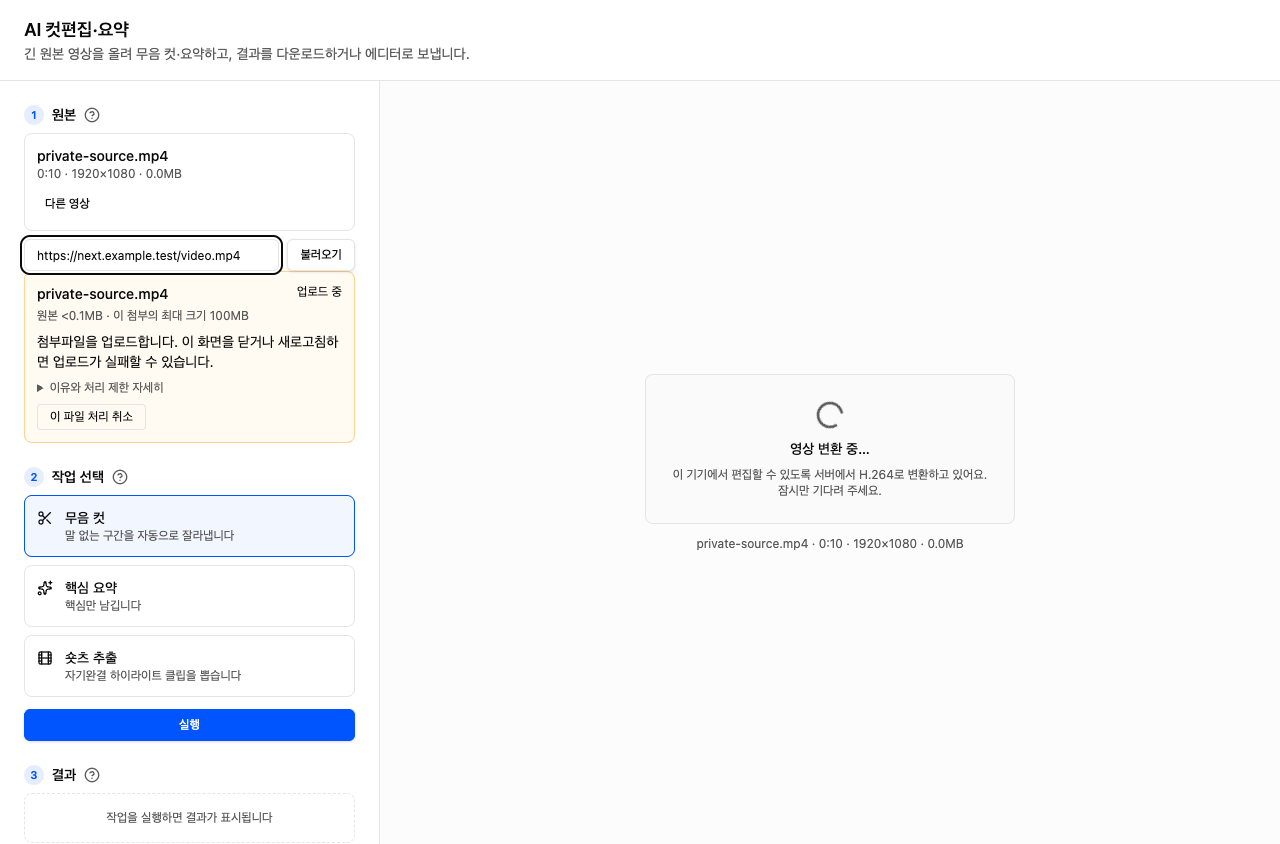 AI 컷편집·요약
긴 원본 영상을 올려 무음 컷·요약하고, 결과를 다운로드하거나 에디터로 보냅니다.
1 원본 ?
private-source.mp4
0:10 · 1920×1080 · 0.0MB
다른 영상
https://next.example.test/video.mp4 불러오기
private-source.mp4 업로드 중
원본 <0.1MB · 이 첨부의 최대 크기 100MB
첨부파일을 업로드합니다. 이 화면을 닫거나 새로고침하
면 업로드가 실패할 수 있습니다.
이유와 처리 제한 자세히
이 파일 처리 취소
2 작업 선택 ?
무음 컷
말 없는 구간을 자동으로 잘라냅니다
핵심 요약
핵심만 남깁니다
숏츠 추출
자기완결 하이라이트 클립을 뽑습니다
실행
3 결과 ?
작업을 실행하면 결과가 표시됩니다
영상 변환 중...
이 기기에서 편집할 수 있도록 서버에서 H.264로 변환하고 있어요.
잠시만 기다려 주세요.
private-source.mp4 · 0:10 · 1920×1080 · 0.0MB